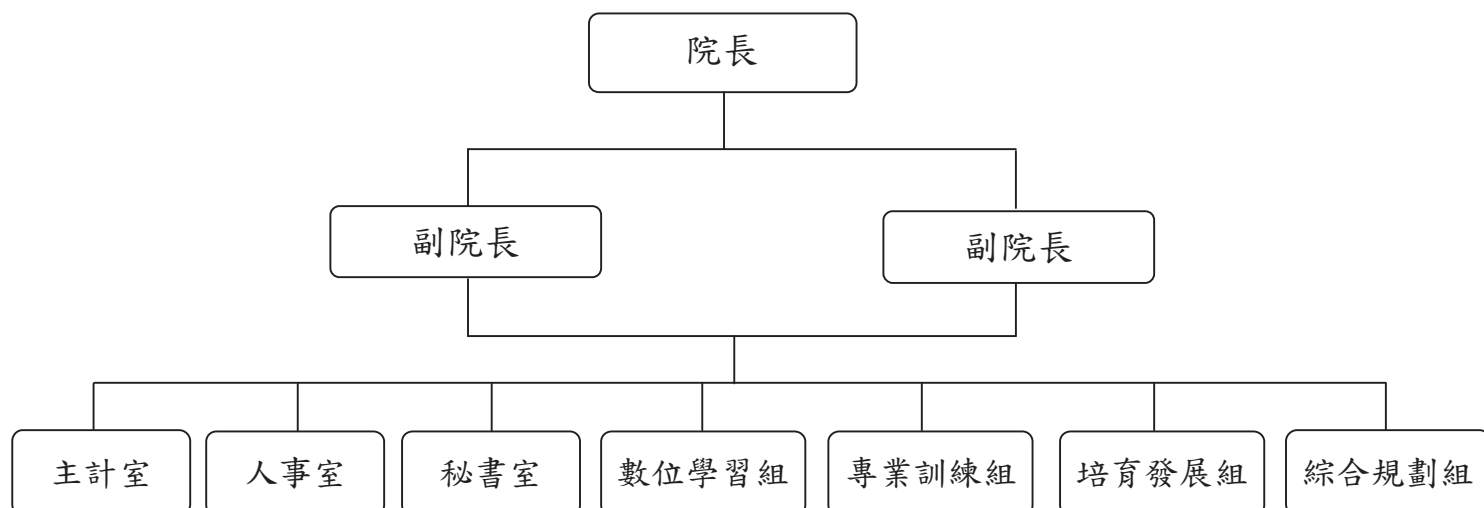 院長
副院長
副院長
主計室
人事室
秘書室
數位學習組
專業訓練組
培育發展組
綜合規劃組